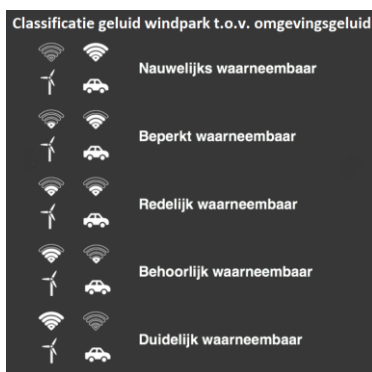 Classificatie geluid windpark t.o.v. omgevingsgeluid
Nauwelijks waarneembaar
Beperkt waarneembaar
Redelijk waarneembaar
Behoorlijk waarneembaar
Duidelijk waarneembaar